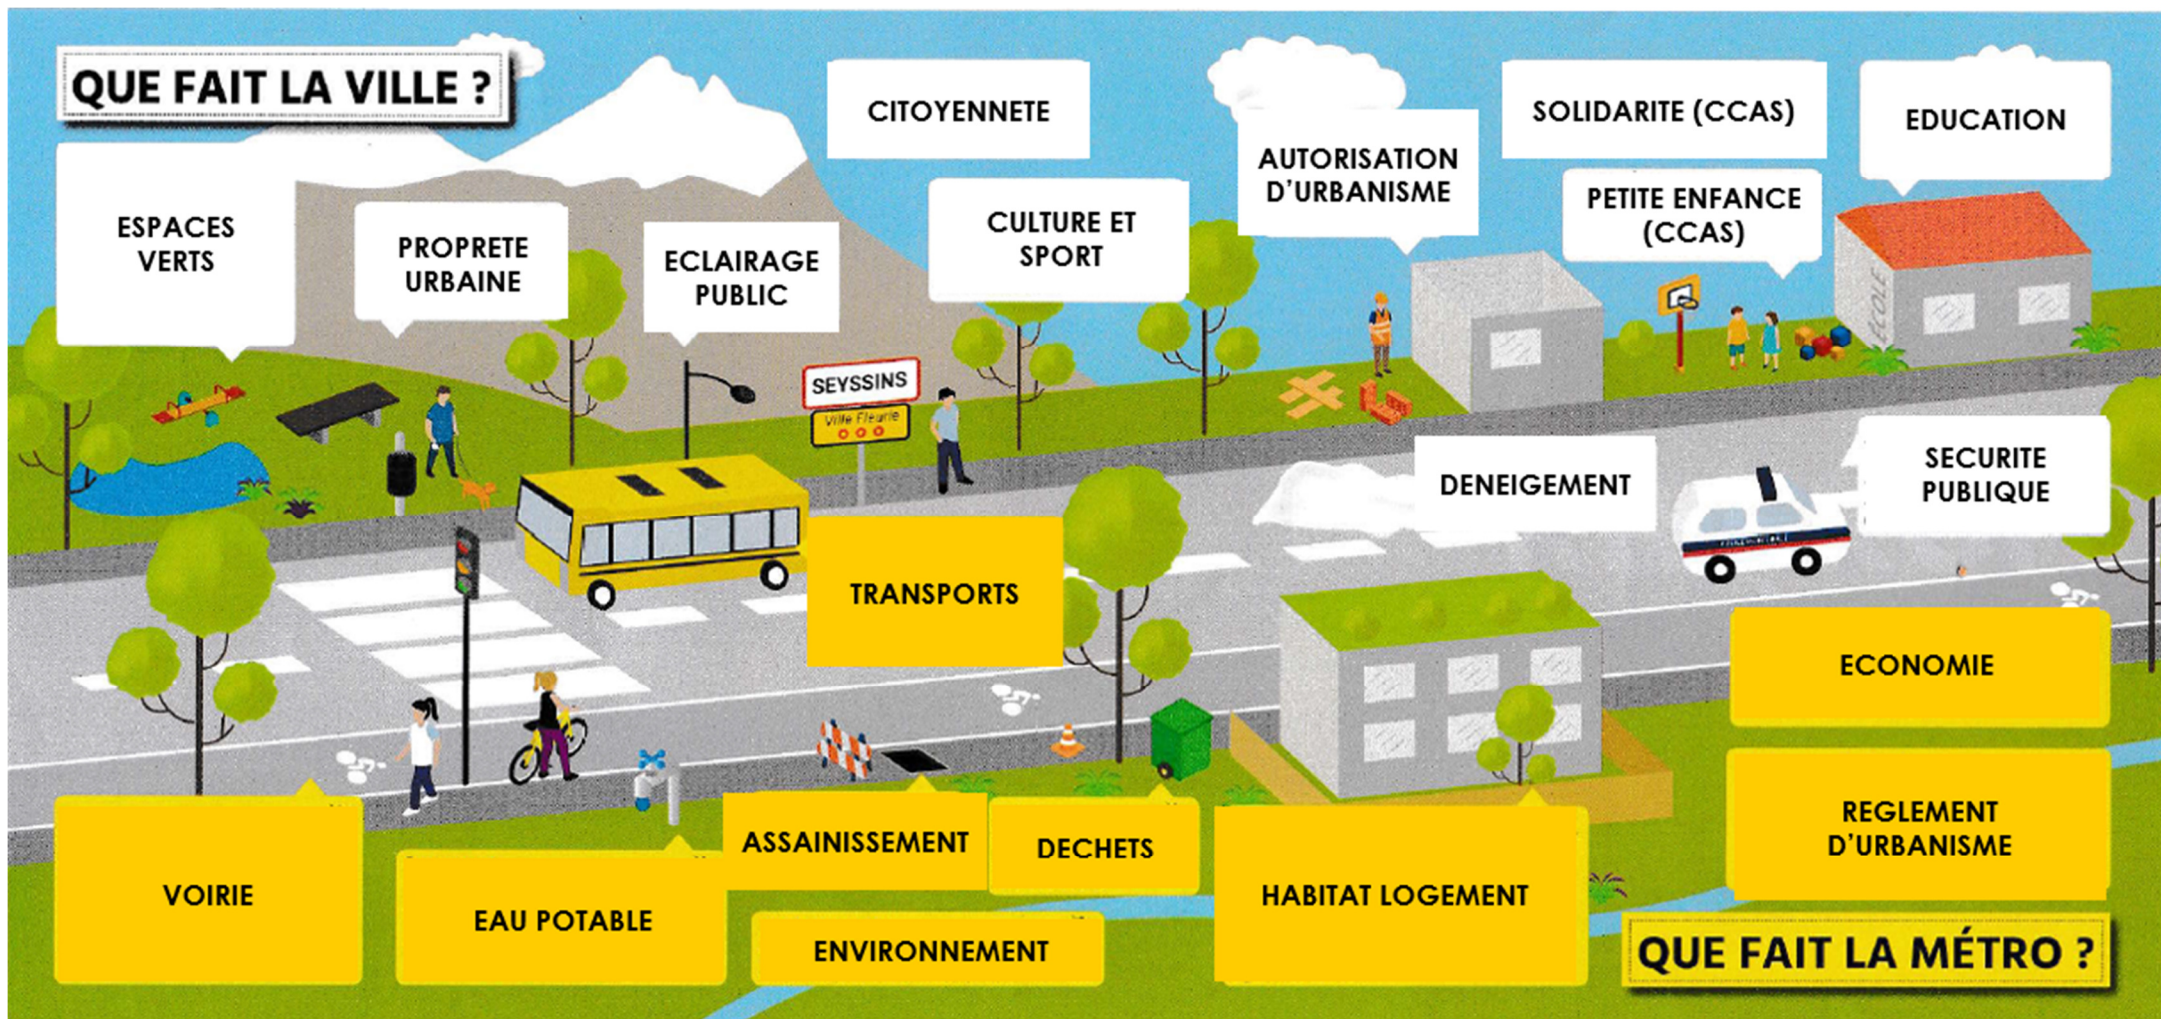 QUE FAIT LA VILLE ?
CITOYENNETE
SOLIDARITE (CCAS)
EDUCATION
AUTORISATION
D'URBANISME
PETITE ENFANCE
(CCAS)
ESPACES
VERTS
PROPRETE
URBAINE
ECLAIRAGE
PUBLIC
CULTURE ET
SPORT
ECOLE
SEYSSINS
Ville Fleurie
DENEIGEMENT
SECURITE
PUBLIQUE
TRANSPORTS
ECONOMIE
REGLEMENT
D'URBANISME
VOIRIE
EAU POTABLE
ASSAINISSEMENT
DECHETS
HABITAT LOGEMENT
ENVIRONNEMENT
QUE FAIT LA MÉTRO ?